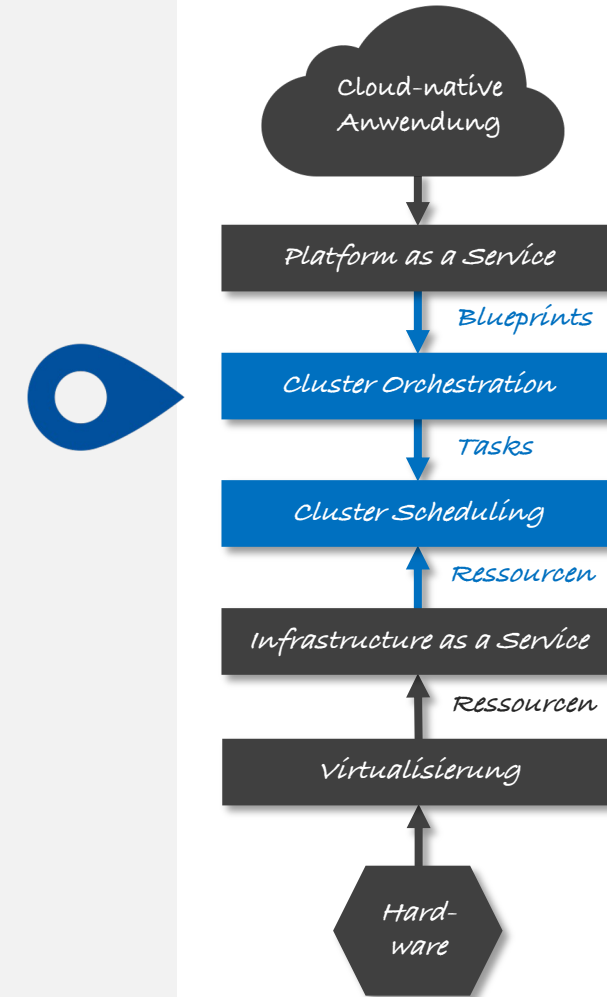 Cloud-native
Anwendung
Platform as a Service
Blueprints
Cluster Orchestration
Tasks
Cluster Scheduling
Ressourcen
Infrastructure as a Service
Ressourcen
Virtualisierung
Hard-
ware